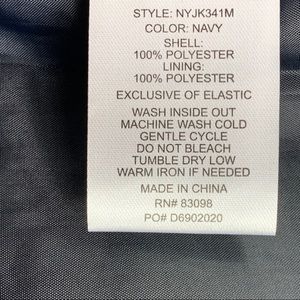 STYLE: NYJK341M
COLOR: NAVY
SHELL:
100% POLYESTER
LINING:
100% POLYESTER
EXCLUSIVE OF ELASTIC
WASH INSIDE OUT
MACHINE WASH COLD
GENTLE CYCLE
DO NOT BLEACH
TUMBLE DRY LOW
WARM IRON IF NEEDED
MADE IN CHINA
RN# 83098
PO# D6902020